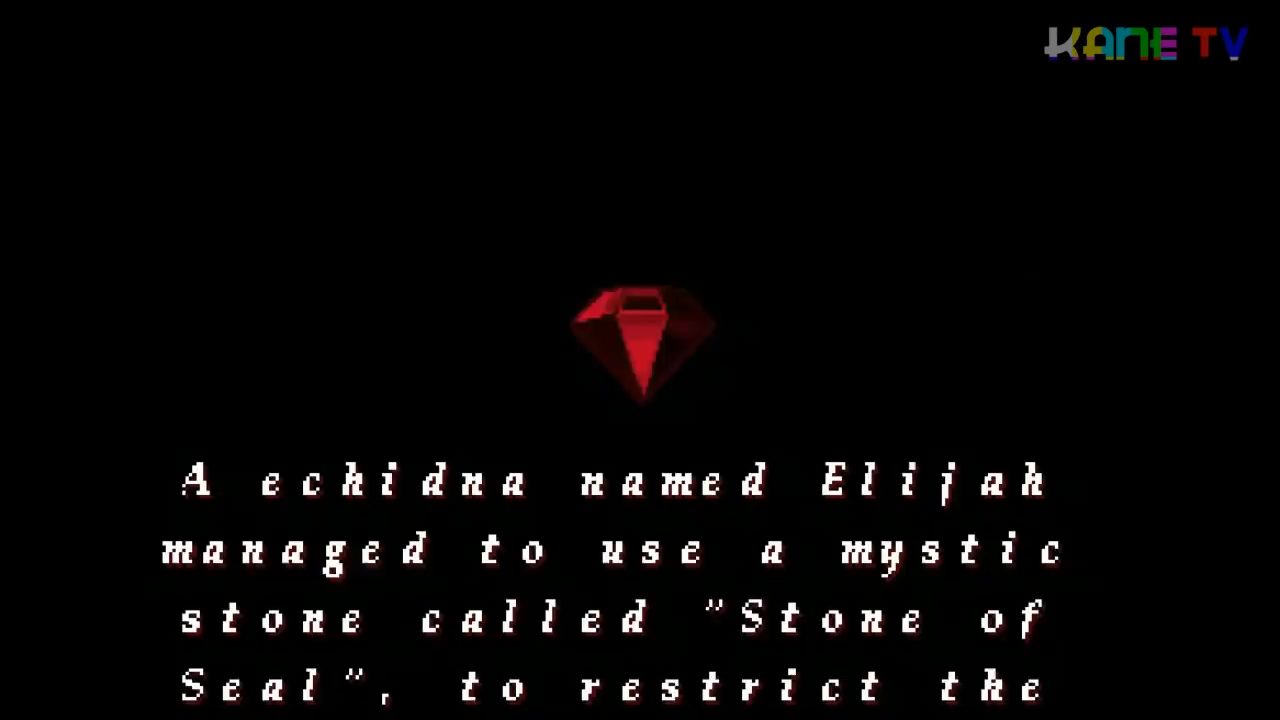 KANE TV
A echidna named Elijah
managed to use a mystic
stone called "Stone of
Seal", to restrict the